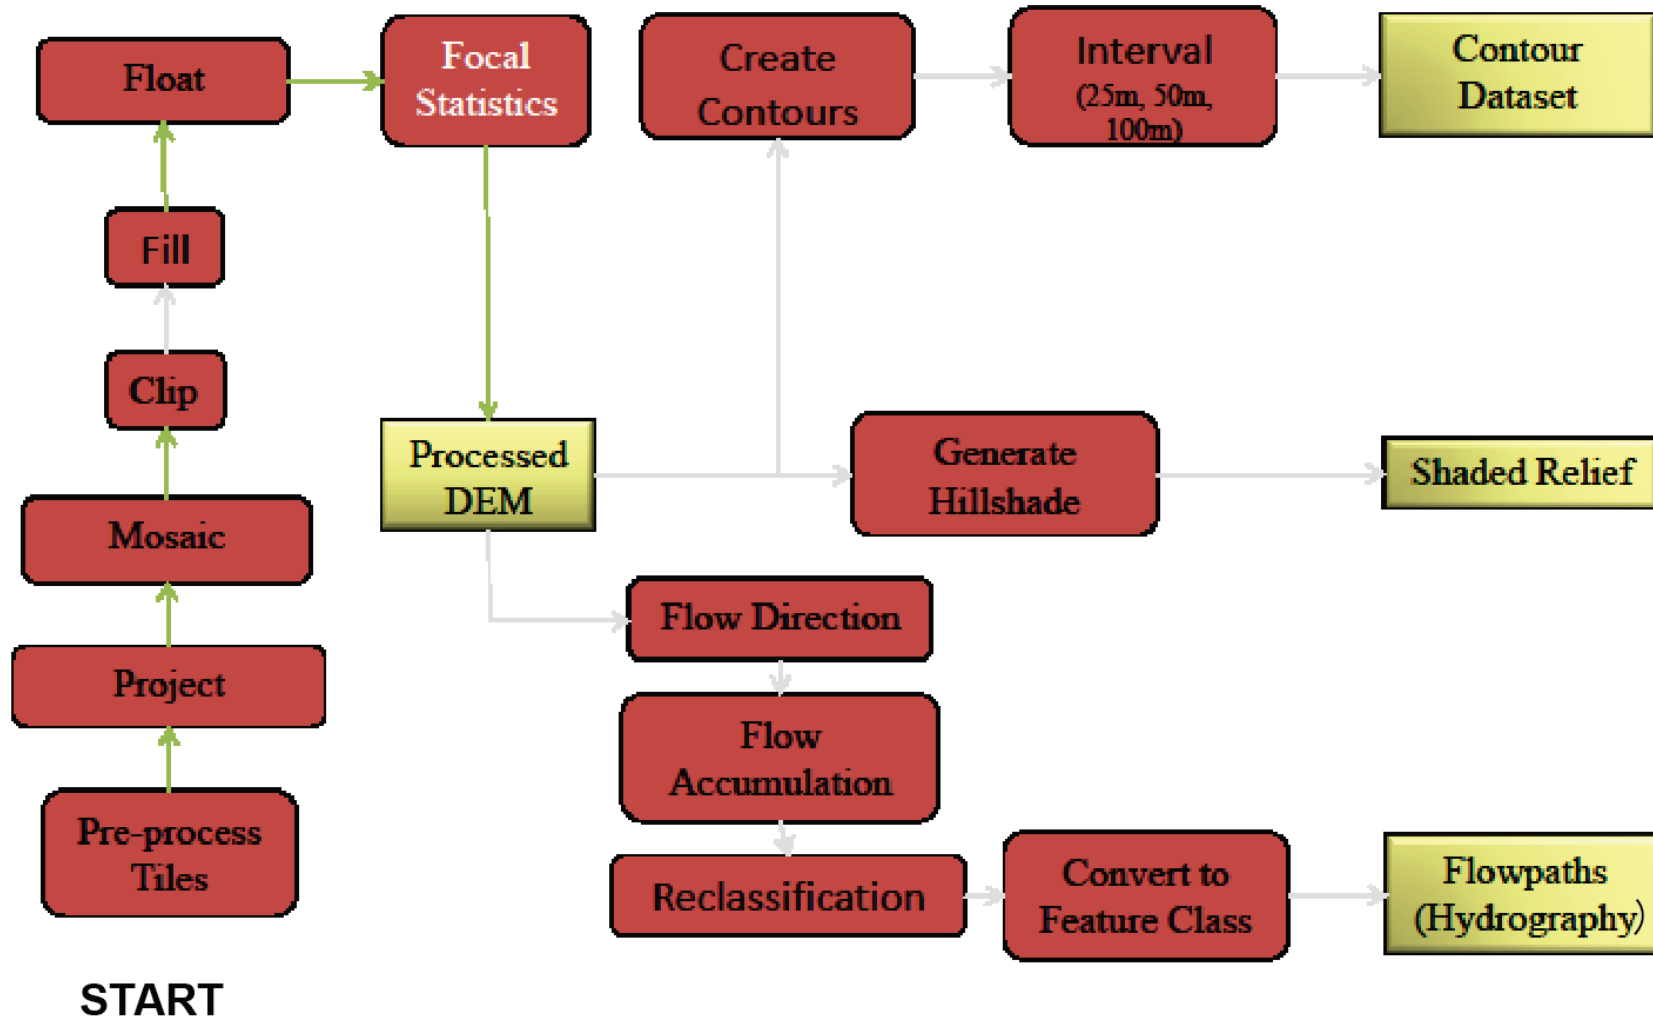 Float
Focal
Statistics
Create
Contours
Interval
(25m, 50m,
100m)
Contour
Dataset
Fill
Clip
Processed
DEM
Generate
Hillshade
Shaded Relief
Mosaic
Flow Direction
Project
Flow
Accumulation
Pre-process
Tiles
Reclassification
Convert to
Feature Class
Flowpaths
(Hydrography)
START